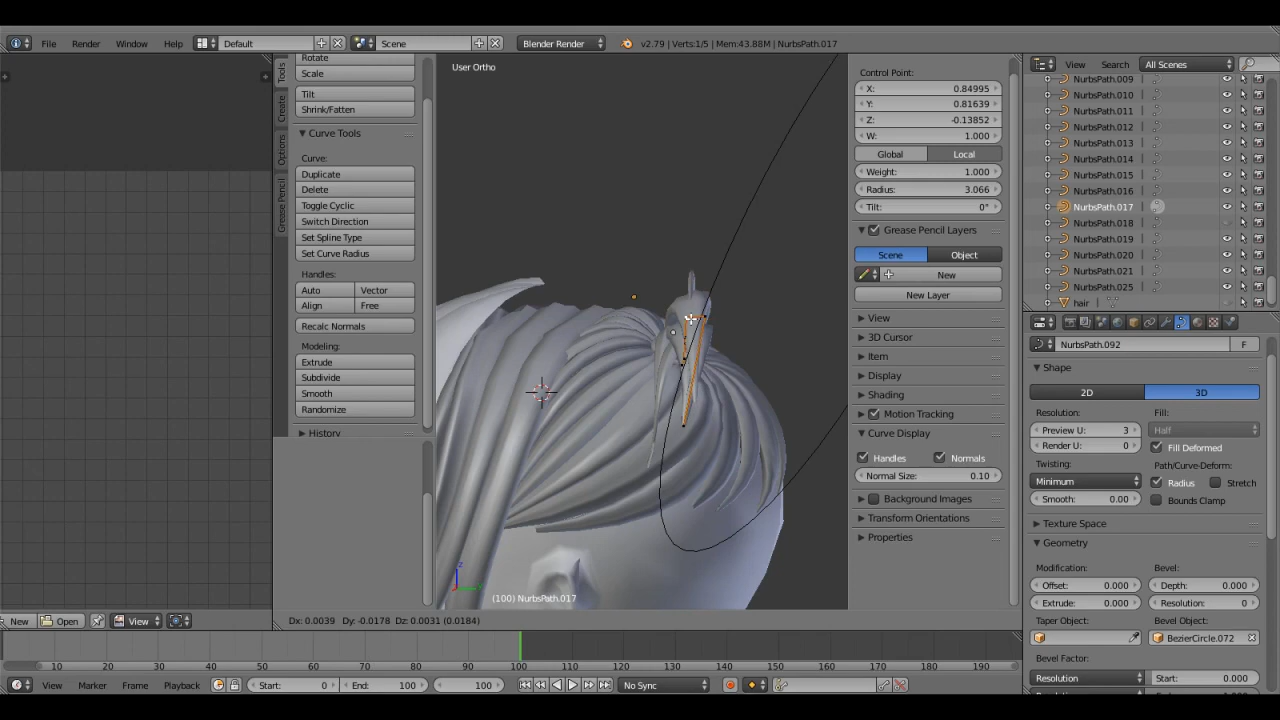 File Render Window Help Default Scene Blender Render v2.79 | Verts:1/5 | Mem:43.88M | NurbsPath.017
Rotate
Scale
Tilt
Shrink/Fatten
Curve Tools
Curve:
Duplicate
Delete
Toggle Cyclic
Switch Direction
Set Spline Type
Set Curve Radius
Handles:
Auto Vector
Align Free
Recalc Normals
Modeling:
Extrude
Subdivide
Smooth
Randomize
History
Tools
Create
Options
Grease Pencil
User Ortho
(100) NurbsPath.017
Control Point:
X: 0.84995
Y: 0.81639
Z: -0.13852
W: 1.000
Global Local
Weight: 1.000
Radius: 3.066
Tilt: 0°
Grease Pencil Layers
Scene Object
New
New Layer
View
3D Cursor
Item
Display
Shading
Motion Tracking
Curve Display
Handles Normals
Normal Size: 0.10
Background Images
Transform Orientations
Properties
View Search All Scenes
NurbsPath.009
NurbsPath.010
NurbsPath.011
NurbsPath.012
NurbsPath.013
NurbsPath.014
NurbsPath.015
NurbsPath.016
NurbsPath.017
NurbsPath.018
NurbsPath.019
NurbsPath.020
NurbsPath.021
NurbsPath.025
hair
NurbsPath.092 F
Shape
2D 3D
Resolution: Fill:
Preview U: 3 Half
Render U: 0 Fill Deformed
Twisting: Path/Curve-Deform:
Minimum Radius Stretch
Smooth: 0.00 Bounds Clamp
Texture Space
Geometry
Modification: Bevel:
Offset: 0.000 Depth: 0.000
Extrude: 0.000 Resolution: 0
Taper Object: Bevel Object:
BezierCircle.072
Bevel Factor:
Resolution Start: 0.000
New Open View Dx: 0.0039 Dy: -0.0178 Dz: 0.0031 (0.0184)
10 20 30 40 50 60 70 80 90 100 110 120 130 140 150 160 170 180 190
View Marker Frame Playback Start: 0 End: 100 100 No Sync